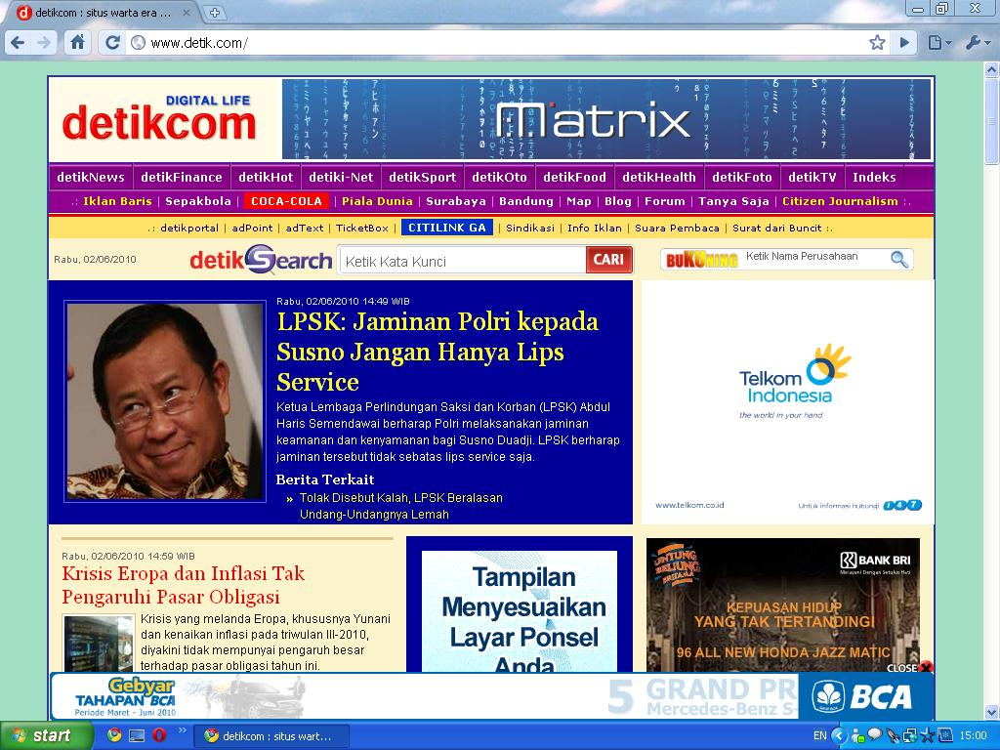 detikcom : situs warta era ...
www.detik.com/
DIGITAL LIFE
detikcom
Matrix
detikNews detikFinance detikHot detiki-Net detikSport detikOto detikFood detikHealth detikFoto detikTV Indeks
.: Iklan Baris | Sepakbola | COCA-COLA | Piala Dunia | Surabaya | Bandung | Map | Blog | Forum | Tanya Saja | Citizen Journalism :.
.: detikportal | adPoint | adText | TicketBox | CITILINK GA | Sindikasi | Info Iklan | Suara Pembaca | Surat dari Buncit :.
Rabu, 02/06/2010
detikSearch
Ketik Kata Kunci
CARI
BUKUNING
Ketik Nama Perusahaan
Rabu, 02/06/2010 14:49 WIB
LPSK: Jaminan Polri kepada
Susno Jangan Hanya Lips
Service
Ketua Lembaga Perlindungan Saksi dan Korban (LPSK) Abdul
Haris Semendawai berharap Polri melaksanakan jaminan
keamanan dan kenyamanan bagi Susno Duadji. LPSK berharap
jaminan tersebut tidak sebatas lips service saja.
Berita Terkait
» Tolak Disebut Kalah, LPSK Beralasan
Undang-Undangnya Lemah
Telkom
Indonesia
the world in your hand
www.telkom.co.id
Untuk informasi hubungi 147
Rabu, 02/06/2010 14:59 WIB
Krisis Eropa dan Inflasi Tak
Pengaruhi Pasar Obligasi
Krisis yang melanda Eropa, khususnya Yunani
dan kenaikan inflasi pada triwulan III-2010,
diyakini tidak mempunyai pengaruh besar
terhadap pasar obligasi tahun ini.
Tampilan
Menyesuaikan
Layar Ponsel
Anda
UNTUNG
BELIUNG
BRITAMA
BANK BRI
Melayani Dengan Setulus Hati
KEPUASAN HIDUP
YANG TAK TERTANDINGI
96 ALL NEW HONDA JAZZ MATIC
CLOSE X
Gebyar
TAHAPAN BCA
Periode Maret - Juni 2010
5 GRAND PR
Mercedes-Benz S-
BCA
start
detikcom : situs wart...
EN
15:00